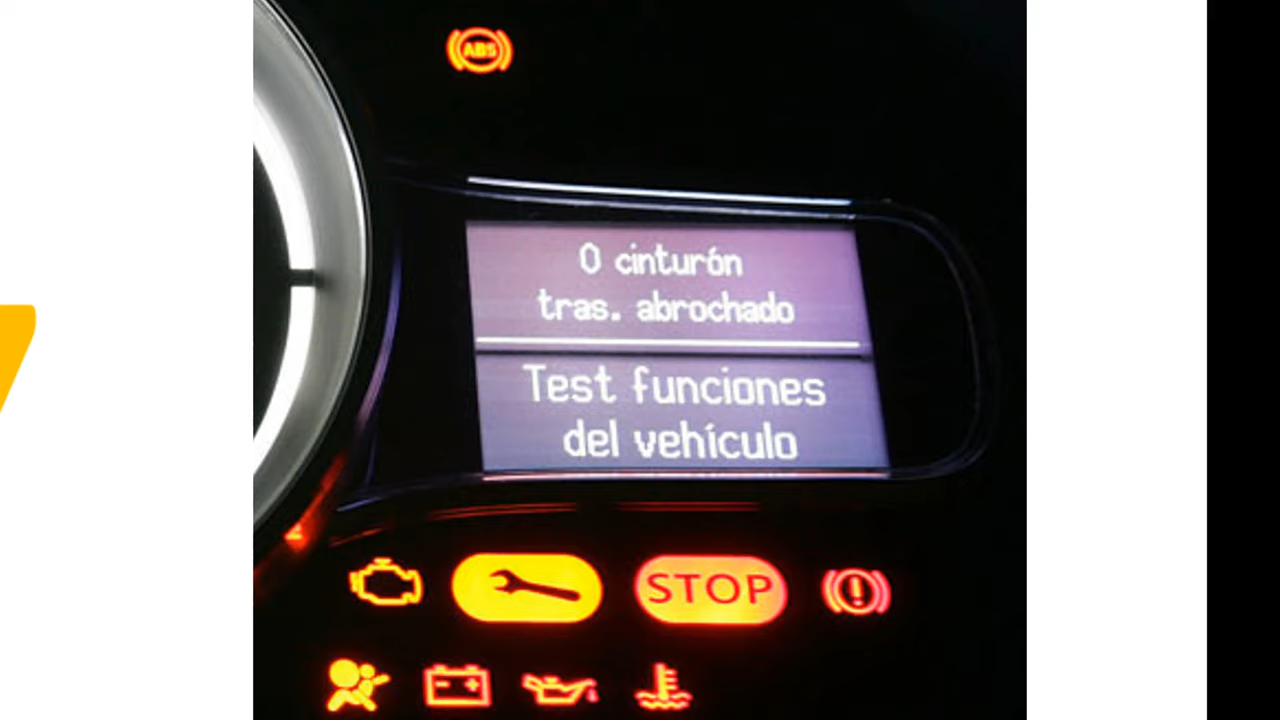 ABS
0 cinturón
tras. abrochado
Test funciones
del vehículo
STOP